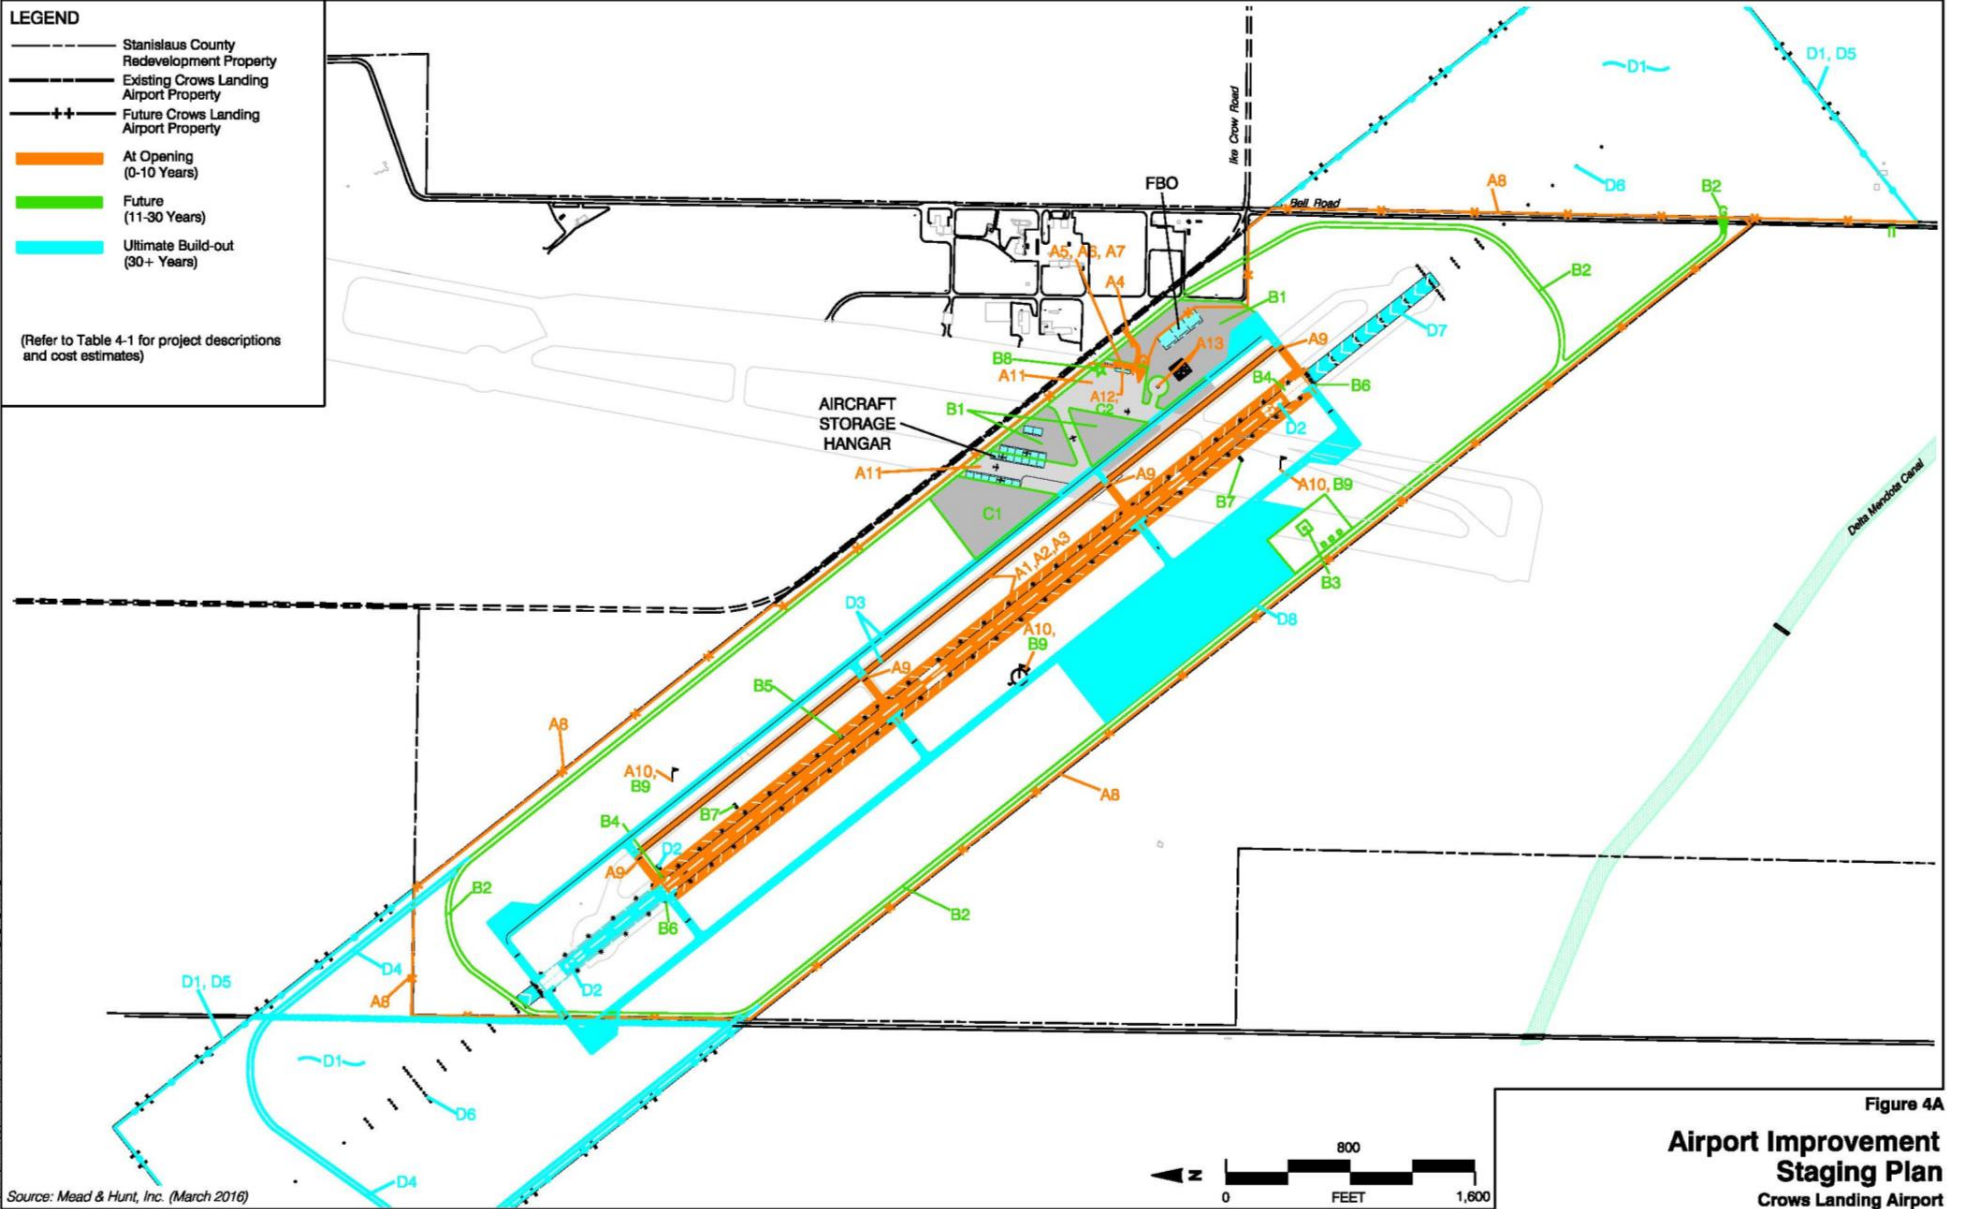 LEGEND
Stanislaus County
Redevelopment Property
Existing Crows Landing
Airport Property
Future Crows Landing
Airport Property
At Opening
(0-10 Years)
Future
(11-30 Years)
Ultimate Build-out
(30+ Years)
(Refer to Table 4-1 for project descriptions
and cost estimates)
Ike Crow Road
D1
D1, D5
FBO
Bell Road
A8
D6
B2
A5, A6, A7
A4
B1
B2
D7
B8
A11
A13
A9
B4
B6
A12,
C2
AIRCRAFT
STORAGE
HANGAR
B1
D2
A11
A9
B7
A10, B9
Delta Mendota Canal
C1
A1,A2,A3
B3
D3
D8
A10,
B9
A9
B5
A8
A10,
B9
B7
A8
B4
D2
A9
B2
B2
B6
D4
D1, D5
A8
D2
D1
D6
D4
Figure 4A
Airport Improvement
Staging Plan
Crows Landing Airport
N
800
0
FEET
1,600
Source: Mead & Hunt, Inc. (March 2016)